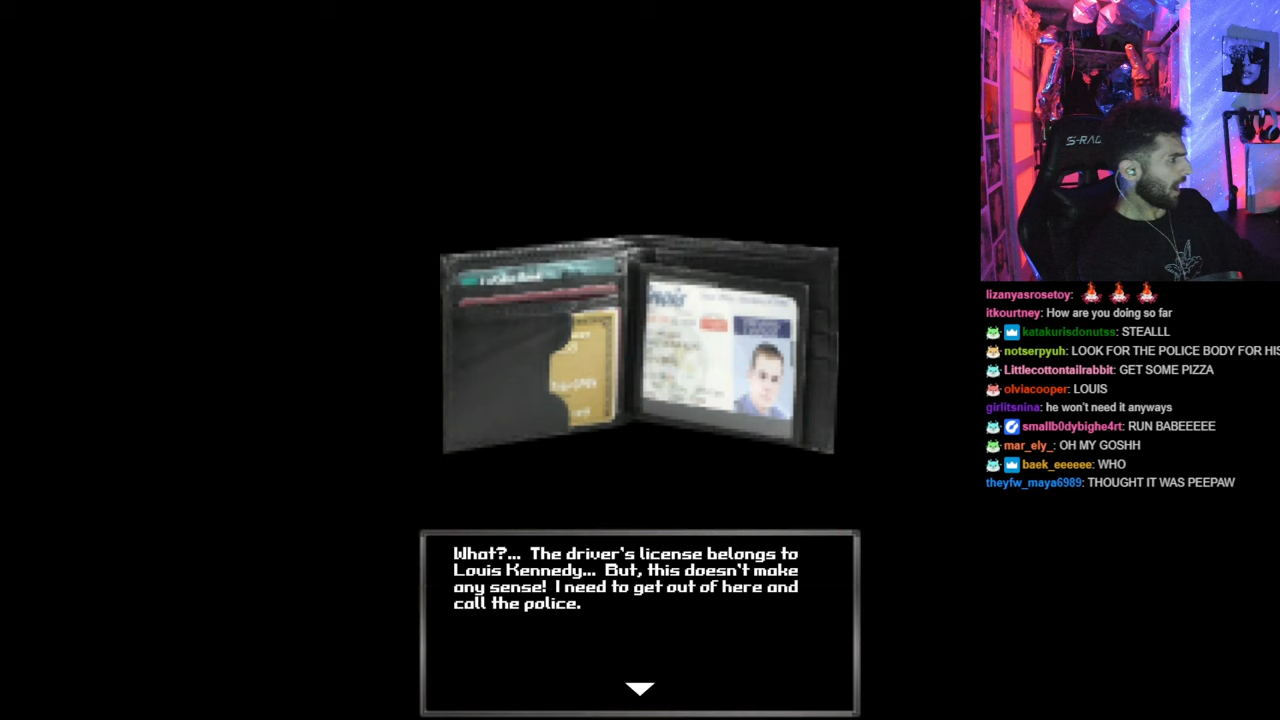 S-RAC
lizanyasrosetoy:
itkourtney: How are you doing so far
katakurisdonutss: STEALLL
notserpyuh: LOOK FOR THE POLICE BODY FOR HIS
Littlecottontailrabbit: GET SOME PIZZA
olviacooper: LOUIS
girlitsnina: he won't need it anyways
smallb0dybighe4rt: RUN BABEEEEE
mar_ely_: OH MY GOSHH
baek_eeeeee: WHO
theyfw_maya6989: THOUGHT IT WAS PEEPAW
What?... The driver's license belongs to
Louis Kennedy... But, this doesn't make
any sense! I need to get out of here and
call the police.